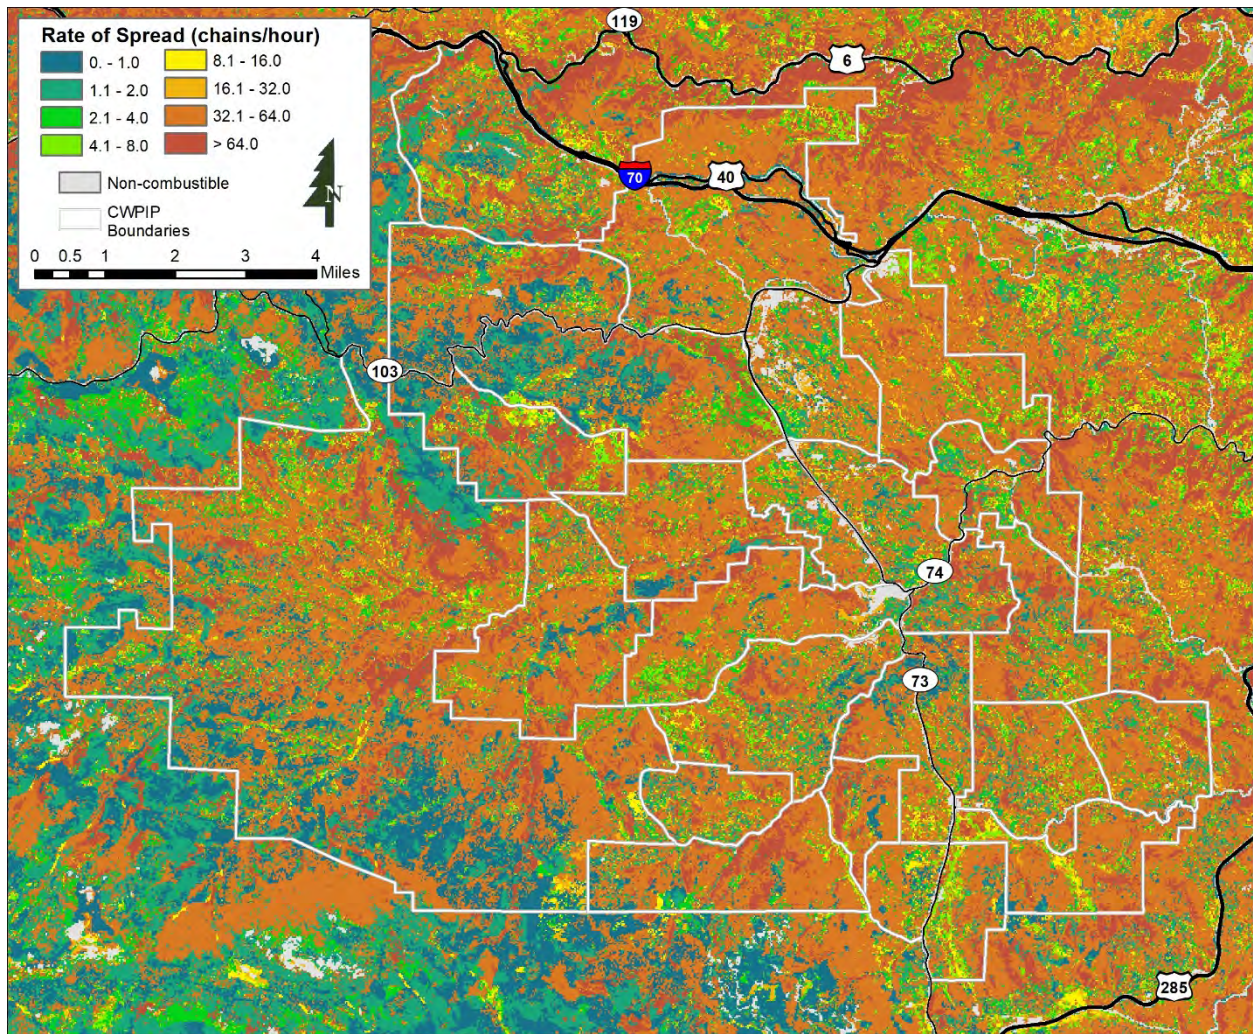 Rate of Spread (chains/hour)
0. - 1.0
8.1 - 16.0
1.1 - 2.0
16.1 - 32.0
2.1 - 4.0
32.1 - 64.0
4.1 - 8.0
> 64.0
Non-combustible
CWPIP
Boundaries
N
0 0.5 1 2 3 4
Miles
119
6
70
40
103
74
73
285